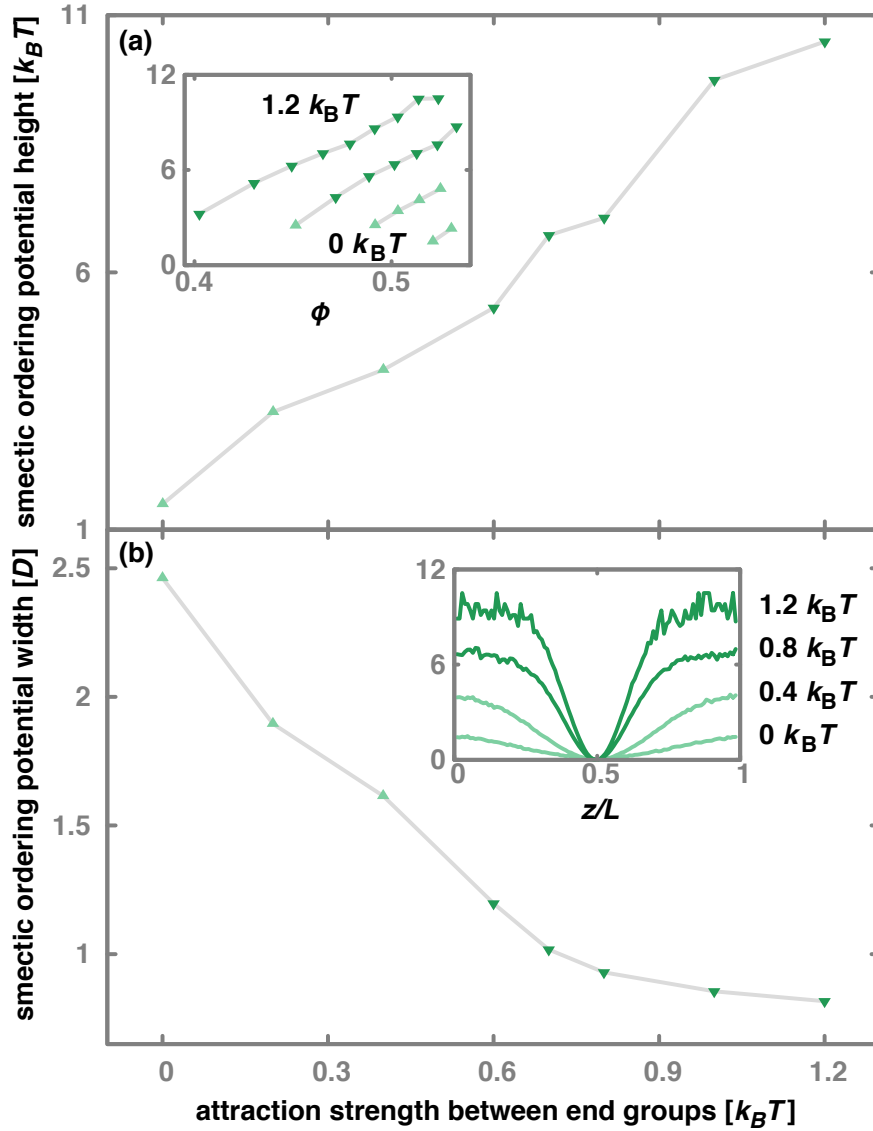 11
(a)
smectic ordering potential height [k_BT]
12
1.2 k_BT
6
0 k_BT
0
0.4
0.5
ϕ
6
1
(b)
smectic ordering potential width [D]
2.5
12
1.2 k_BT
0.8 k_BT
6
0.4 k_BT
0 k_BT
0
0
0.5
1
z/L
2
1.5
1
0
0.3
0.6
0.9
1.2
attraction strength between end groups [k_BT]